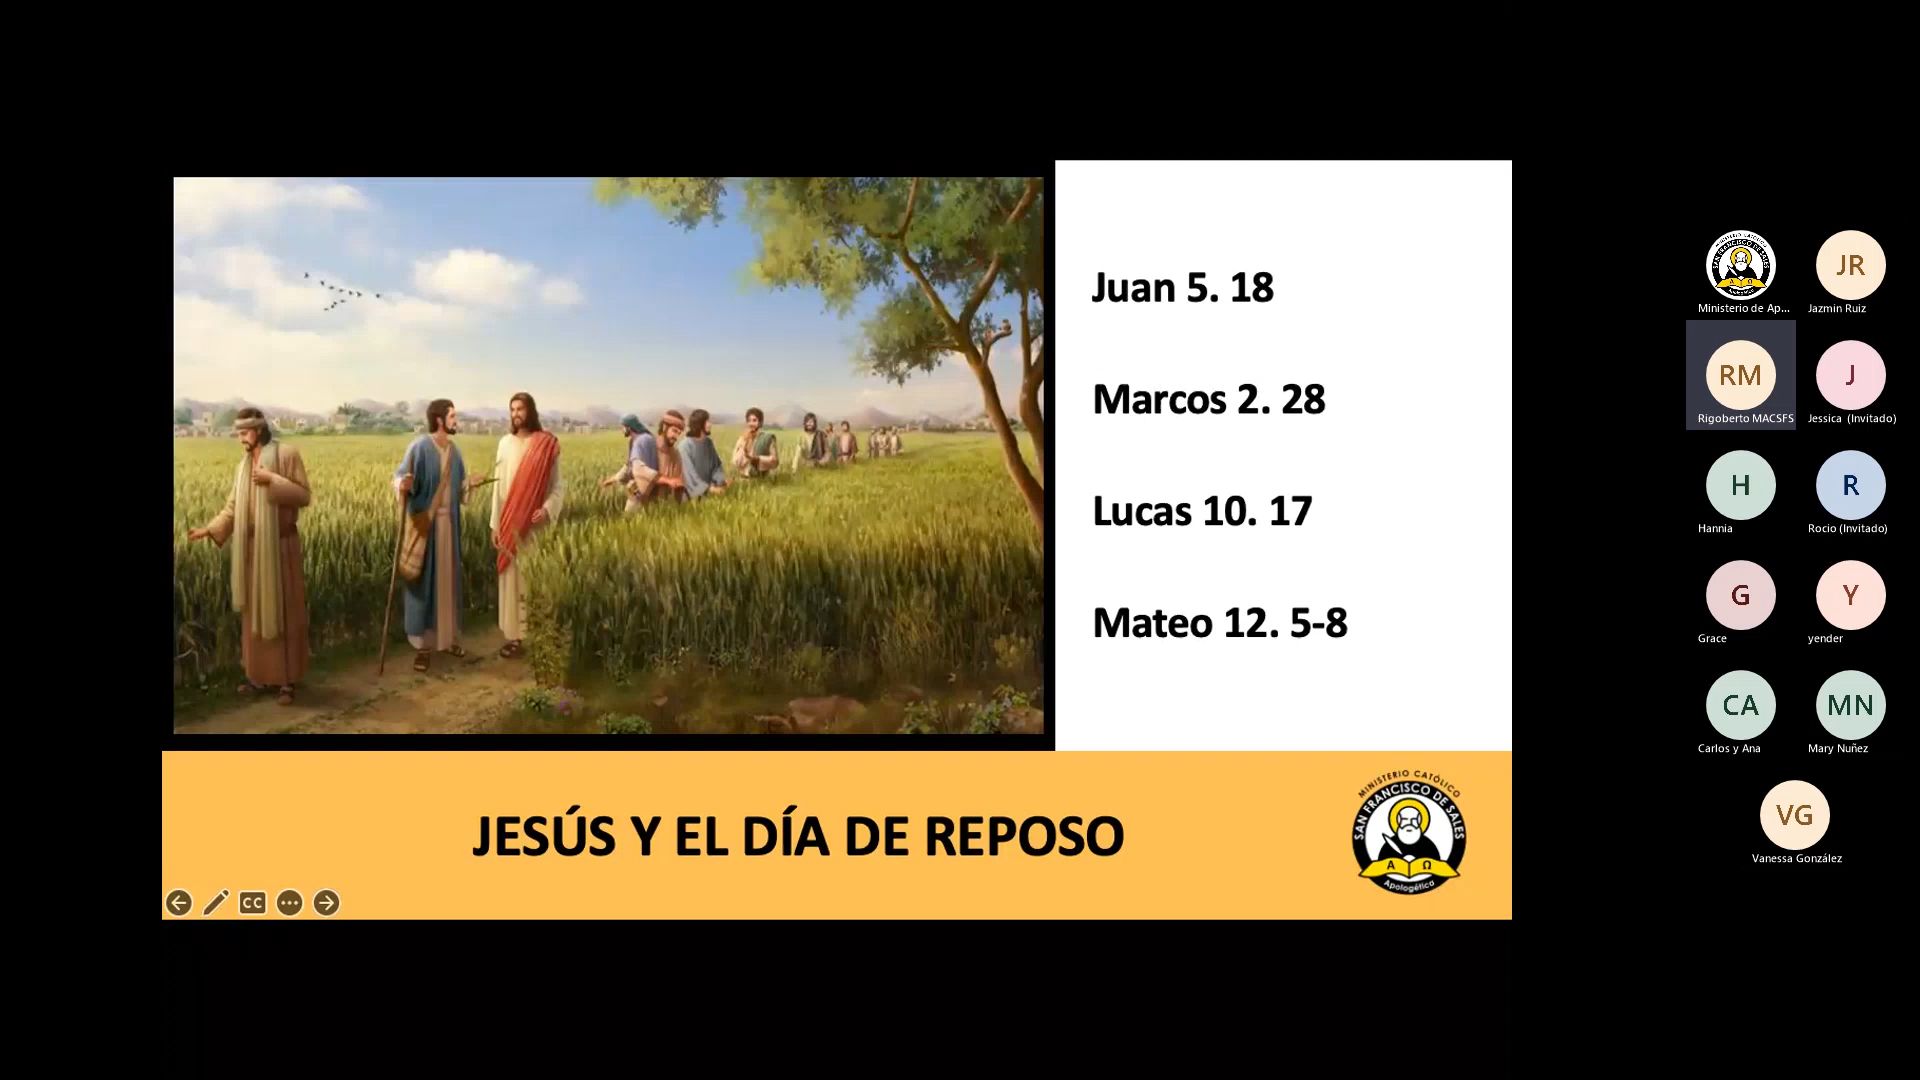 Juan 5. 18
Marcos 2. 28
Lucas 10. 17
Mateo 12. 5-8
JESÚS Y EL DÍA DE REPOSO
MINISTERIO CATÓLICO
SAN FRANCISCO DE SALES
Α Ω
Apologética
CC
Ministerio de Ap...
JR
Jazmin Ruiz
RM
Rigoberto MACSFS
J
Jessica (Invitado)
H
Hannia
R
Rocio (Invitado)
G
Grace
Y
yender
CA
Carlos y Ana
MN
Mary Nuñez
VG
Vanessa González